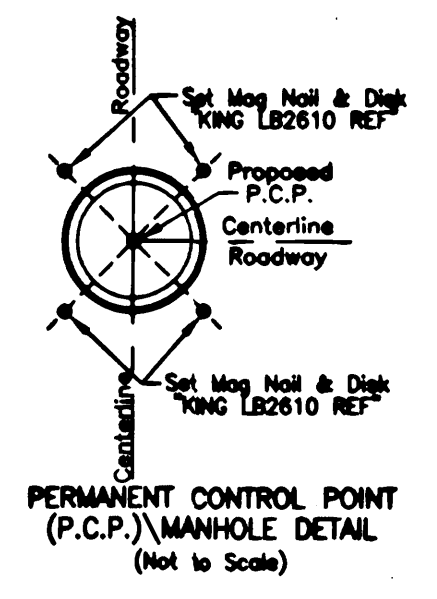 Roadway
Set Mag Nail & Disk
"KING LB2610 REF"
Proposed
P.C.P.
Centerline
Roadway
Set Mag Nail & Disk
"KING LB2610 REF"
Centerline
PERMANENT CONTROL POINT
(P.C.P.)\MANHOLE DETAIL
(Not to Scale)